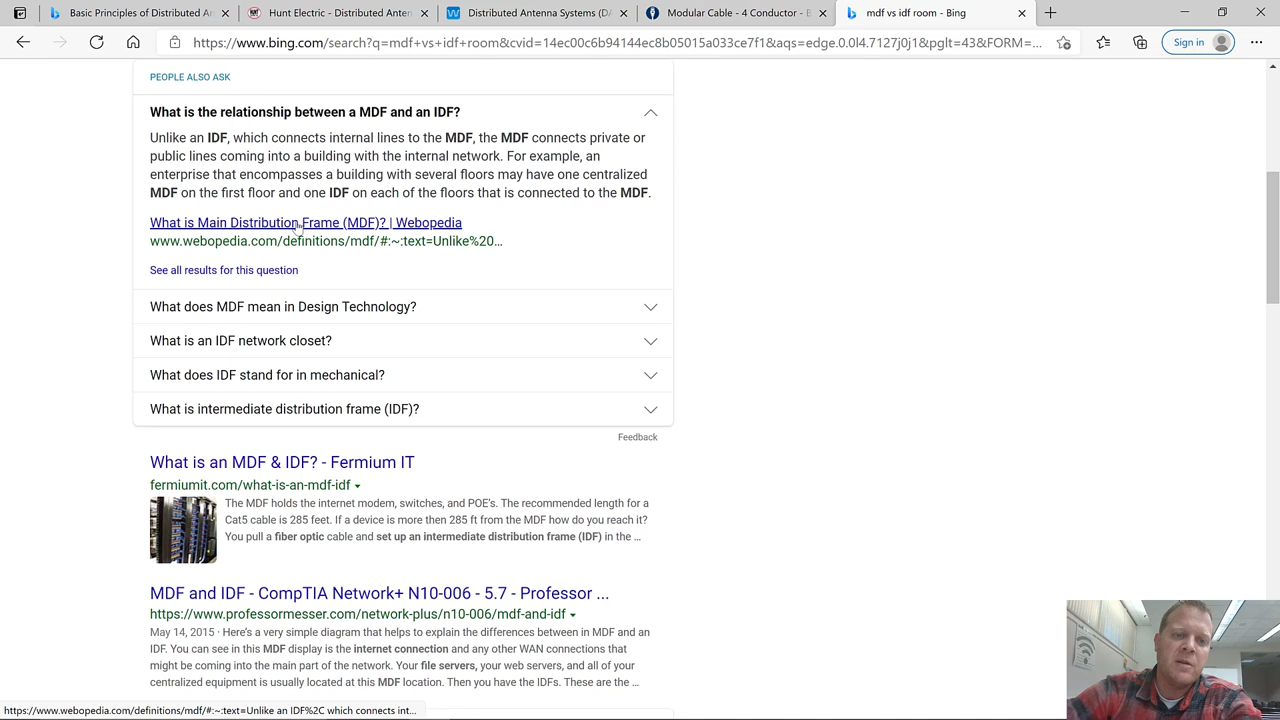 Basic Principles of Distributed An
Hunt Electric - Distributed Anten
Distributed Antenna Systems (DA
Modular Cable - 4 Conductor - B
mdf vs idf room - Bing
https://www.bing.com/search?q=mdf+vs+idf+room&cvid=14ec00c6b94144ec8b05015a033ce7f1&aqs=edge.0.0l4.7127j0j1&pglt=43&FORM=...
Sign in
PEOPLE ALSO ASK
What is the relationship between a MDF and an IDF?
Unlike an IDF, which connects internal lines to the MDF, the MDF connects private or
public lines coming into a building with the internal network. For example, an
enterprise that encompasses a building with several floors may have one centralized
MDF on the first floor and one IDF on each of the floors that is connected to the MDF.
What is Main Distribution Frame (MDF)? | Webopedia
www.webopedia.com/definitions/mdf/#:~:text=Unlike%20...
See all results for this question
What does MDF mean in Design Technology?
What is an IDF network closet?
What does IDF stand for in mechanical?
What is intermediate distribution frame (IDF)?
Feedback
What is an MDF & IDF? - Fermium IT
fermiumit.com/what-is-an-mdf-idf
The MDF holds the internet modem, switches, and POE's. The recommended length for a
Cat5 cable is 285 feet. If a device is more then 285 ft from the MDF how do you reach it?
You pull a fiber optic cable and set up an intermediate distribution frame (IDF) in the ...
MDF and IDF - CompTIA Network+ N10-006 - 5.7 - Professor ...
https://www.professormesser.com/network-plus/n10-006/mdf-and-idf
May 14, 2015 · Here's a very simple diagram that helps to explain the differences between in MDF and an
IDF. You can see in this MDF display is the internet connection and any other WAN connections that
might be coming into the main part of the network. Your file servers, your web servers, and all of your
centralized equipment is usually located at this MDF location. Then you have the IDFs. These are the ...
https://www.webopedia.com/definitions/mdf/#:~:text=Unlike an IDF%2C which connects int...